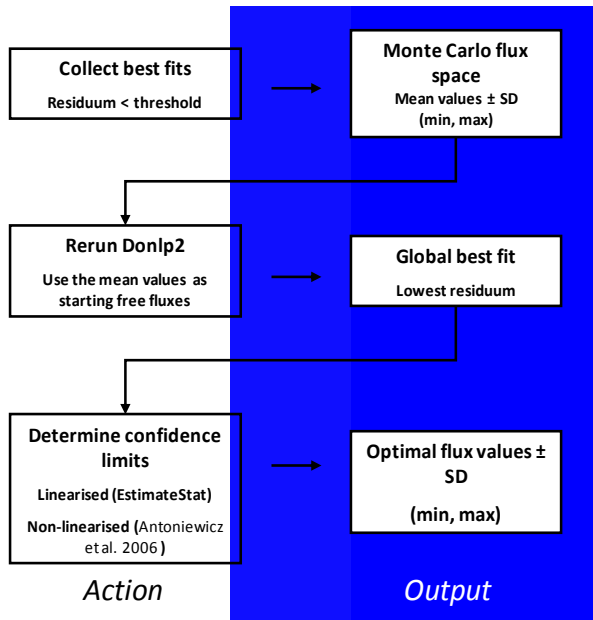 Collect best fits
Residuum < threshold
Monte Carlo flux
space
Mean values ± SD
(min, max)
Rerun Donlp2
Use the mean values as
starting free fluxes
Global best fit
Lowest residuum
Determine confidence
limits
Linearised (EstimateStat)
Non-linearised (Antoniewicz
et al. 2006 )
Optimal flux values ±
SD
(min, max)
Action
Output